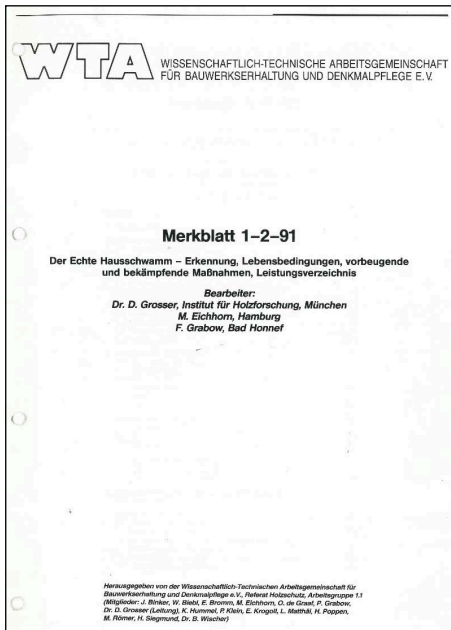 WTA
WISSENSCHAFTLICH-TECHNISCHE ARBEITSGEMEINSCHAFT
FÜR BAUWERKSERHALTUNG UND DENKMALPFLEGE E.V.
Merkblatt 1–2–91
Der Echte Hausschwamm – Erkennung, Lebensbedingungen, vorbeugende
und bekämpfende Maßnahmen, Leistungsverzeichnis
Bearbeiter:
Dr. D. Grosser, Institut für Holzforschung, München
M. Eichhorn, Hamburg
F. Grabow, Bad Honnef
Herausgegeben von der Wissenschaftlich-Technischen Arbeitsgemeinschaft für
Bauwerkserhaltung und Denkmalpflege e.V., Referat Holzschutz, Arbeitsgruppe 1.1
(Mitglieder: J. Binker, W. Biebl, E. Bromm, M. Eichhorn, O. de Graaf, P. Grabow,
Dr. D. Grosser (Leitung), K. Hummel, P. Klein, E. Krogoll, L. Matthäi, H. Poppen,
M. Römer, H. Siegmund, Dr. B. Wischer)